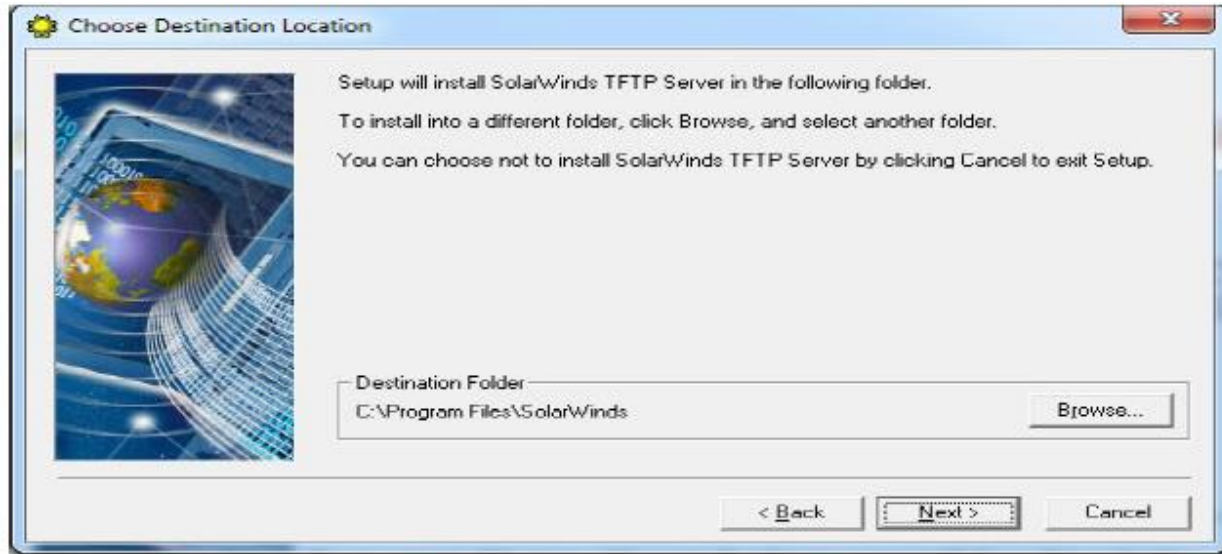 Choose Destination Location
Setup will install SolarWinds TFTP Server in the following folder.
To install into a different folder, click Browse, and select another folder.
You can choose not to install SolarWinds TFTP Server by clicking Cancel to exit Setup.
Destination Folder
C:\Program Files\SolarWinds
Browse...
< Back
Next >
Cancel